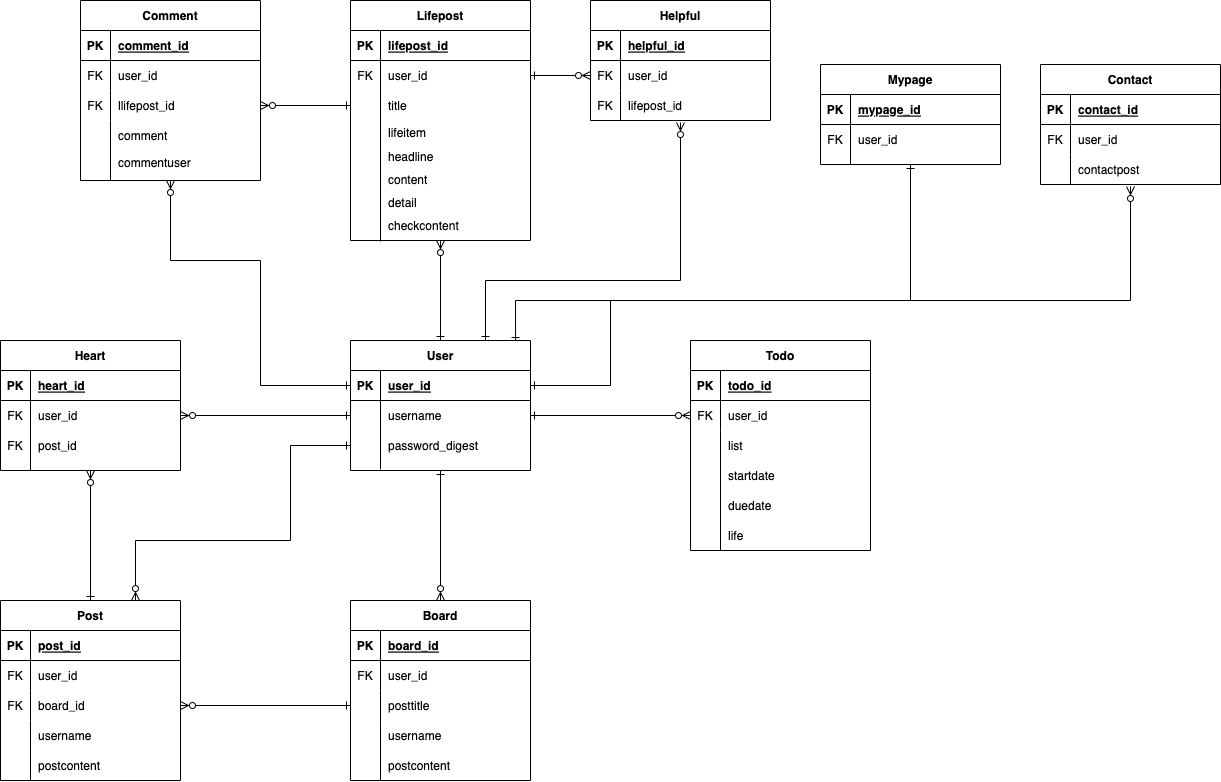 Comment
PK comment_id
FK user_id
FK llifepost_id
comment
commentuser
Lifepost
PK lifepost_id
FK user_id
title
lifeitem
headline
content
detail
checkcontent
Helpful
PK helpful_id
FK user_id
FK lifepost_id
Mypage
PK mypage_id
FK user_id
Contact
PK contact_id
FK user_id
contactpost
Heart
PK heart_id
FK user_id
FK post_id
User
PK user_id
username
password_digest
Todo
PK todo_id
FK user_id
list
startdate
duedate
life
Post
PK post_id
FK user_id
FK board_id
username
postcontent
Board
PK board_id
FK user_id
posttitle
username
postcontent